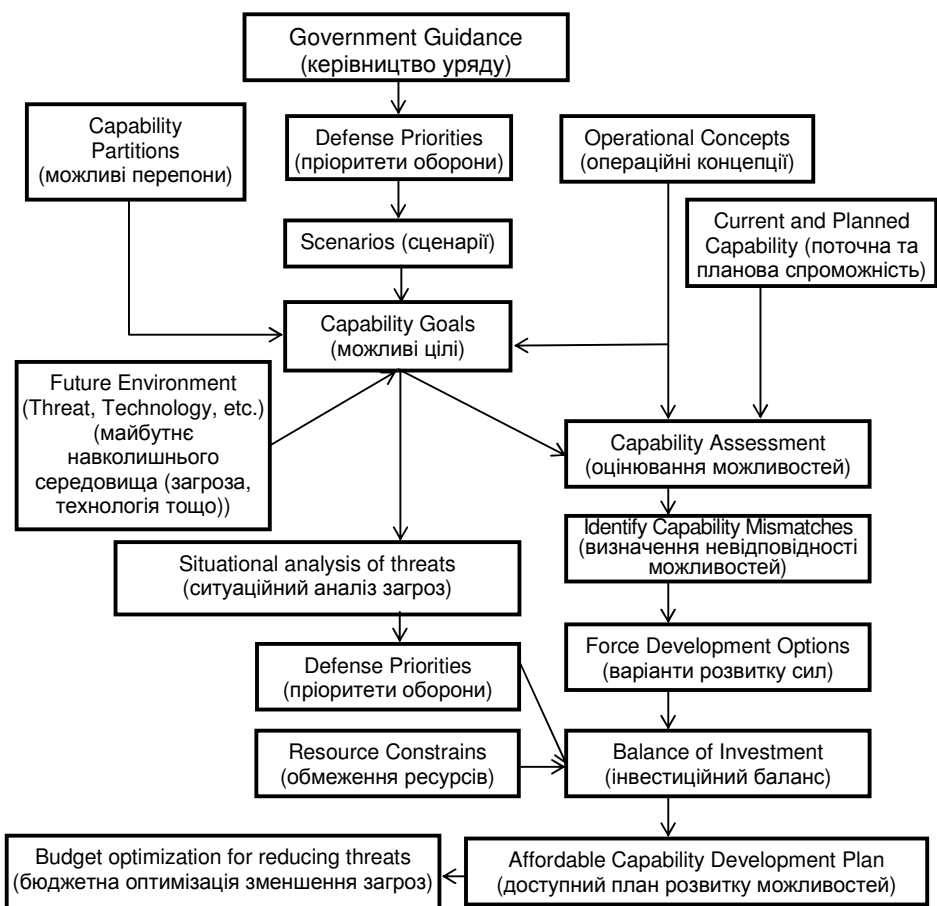 Government Guidance
(керівництво уряду)
Capability
Partitions
(можливі перепони)
Defense Priorities
(пріоритети оборони)
Operational Concepts
(операційні концепції)
Current and Planned
Capability (поточна та
планова спроможність)
Scenarios (сценарії)
Capability Goals
(можливі цілі)
Future Environment
(Threat, Technology, etc.)
(майбутнє
навколишнього
середовища (загроза,
технологія тощо))
Capability Assessment
(оцінювання можливостей)
Identify Capability Mismatches
(визначення невідповідності
можливостей)
Situational analysis of threats
(ситуаційний аналіз загроз)
Force Development Options
(варіанти розвитку сил)
Defense Priorities
(пріоритети оборони)
Resource Constrains
(обмеження ресурсів)
Balance of Investment
(інвестиційний баланс)
Budget optimization for reducing threats
(бюджетна оптимізація зменшення загроз)
Affordable Capability Development Plan
(доступний план розвитку можливостей)